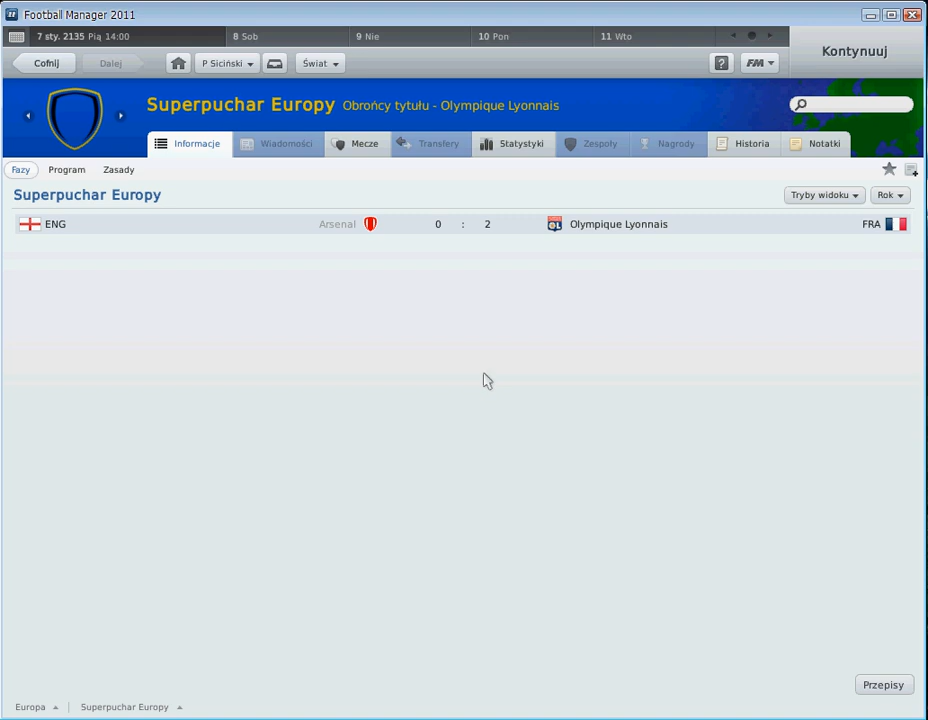 Football Manager 2011
7 sty. 2135 Pią 14:00 8 Sob 9 Nie 10 Pon 11 Wto
Kontynuuj
Cofnij Dalej P Siciński Świat ? FM
Superpuchar Europy Obrońcy tytułu - Olympique Lyonnais
Informacje Wiadomości Mecze Transfery Statystyki Zespoły Nagrody Historia Notatki
Fazy Program Zasady
Superpuchar Europy Tryby widoku Rok
ENG Arsenal 0 : 2 OL Olympique Lyonnais FRA
Przepisy
Europa Superpuchar Europy